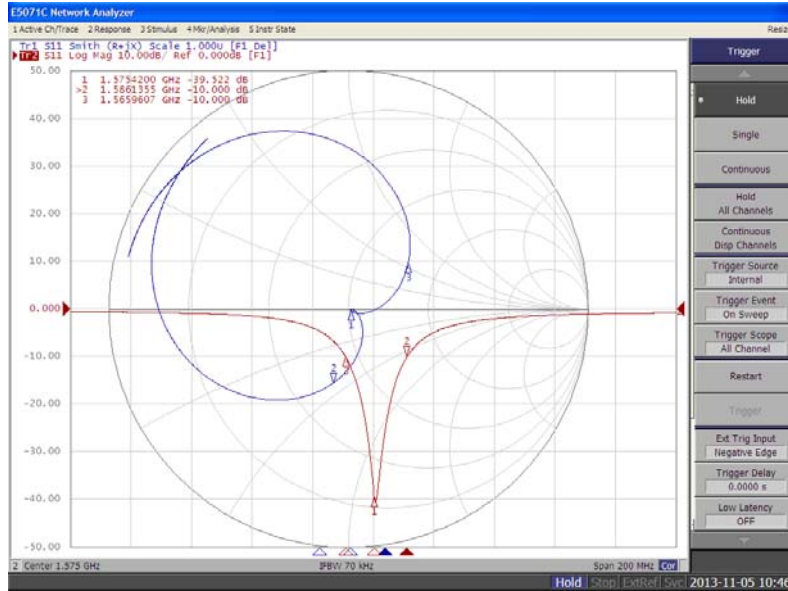 E5071C Network Analyzer
1 Active Ch/Trace 2 Response 3 Stimulus 4 Mkr/Analysis 5 Instr State
Tr1 S11 Smith (R+jX) Scale 1.000U [F1 Del]
Tr2 S11 Log Mag 10.00dB/ Ref 0.000dB [F1]
50.00
1 1.5754200 GHz -39.522 dB
>2 1.5861355 GHz -10.000 dB
3 1.5659607 GHz -10.000 dB
40.00
30.00
20.00
10.00
0.000
-10.00
-20.00
-30.00
-40.00
-50.00
3
1
2
2
1
2 Center 1.575 GHz
IFBW 70 kHz
Span 200 MHz Cor
Trigger
Hold
Single
Continuous
Hold
All Channels
Continuous
Disp Channels
Trigger Source
Internal
Trigger Event
On Sweep
Trigger Scope
All Channel
Restart
Trigger
Ext Trig Input
Negative Edge
Trigger Delay
0.0000 s
Low Latency
OFF
Hold Stop ExtRef Svc 2013-11-05 10:46